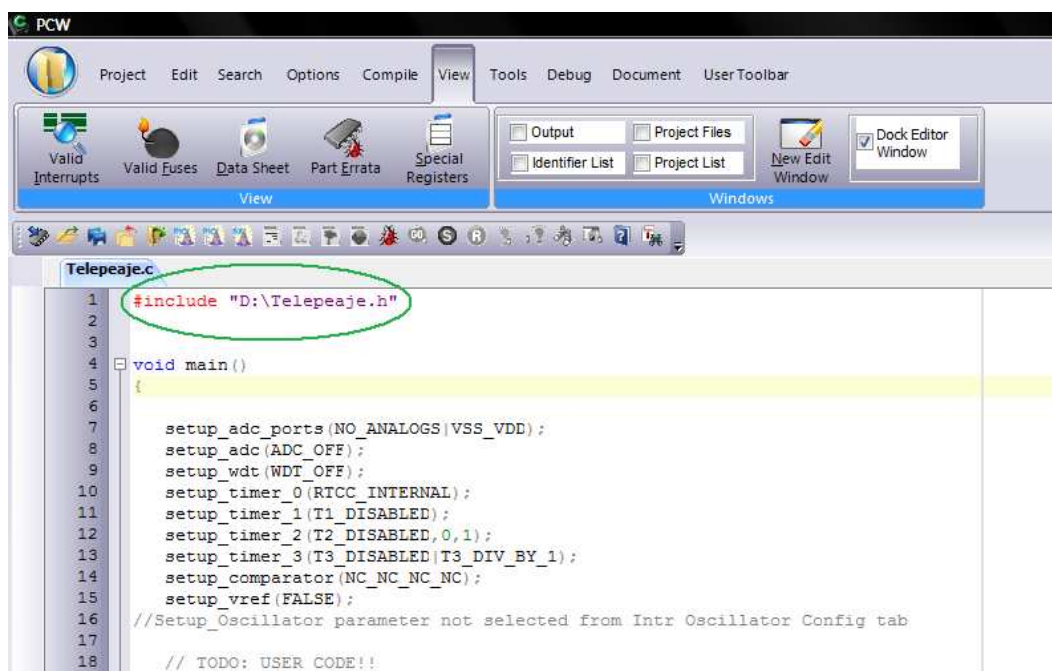 PCW
Project Edit Search Options Compile View Tools Debug Document User Toolbar
Valid Interrupts
Valid Fuses
Data Sheet
Part Errata
Special Registers
View
Output
Project Files
Identifier List
Project List
New Edit Window
Dock Editor Window
Windows
Telepeaje.c
1 #include "D:\Telepeaje.h"
2
3
4 void main()
5 {
6
7 setup_adc_ports(NO_ANALOGS|VSS_VDD);
8 setup_adc(ADC_OFF);
9 setup_wdt(WDT_OFF);
10 setup_timer_0(RTCC_INTERNAL);
11 setup_timer_1(T1_DISABLED);
12 setup_timer_2(T2_DISABLED,0,1);
13 setup_timer_3(T3_DISABLED|T3_DIV_BY_1);
14 setup_comparator(NC_NC_NC_NC);
15 setup_vref(FALSE);
16 //Setup_Oscillator parameter not selected from Intr Oscillator Config tab
17
18 // TODO: USER CODE!!